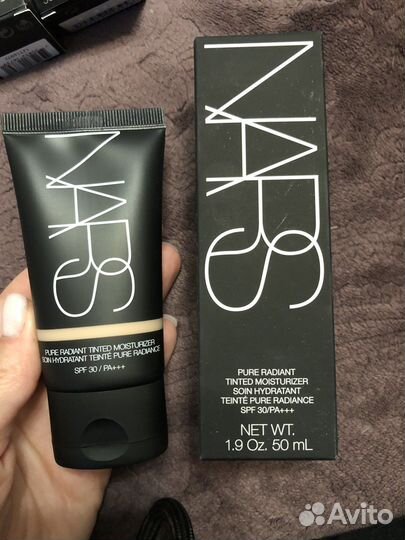 NARS
PURE RADIANT TINTED MOISTURIZER
SOIN HYDRATANT TEINTÉ PURE RADIANCE
SPF 30 / PA+++
NARS
PURE RADIANT
TINTED MOISTURIZER
SOIN HYDRATANT
TEINTÉ PURE RADIANCE
SPF 30/PA+++
NET WT.
1.9 Oz. 50 mL
Avito